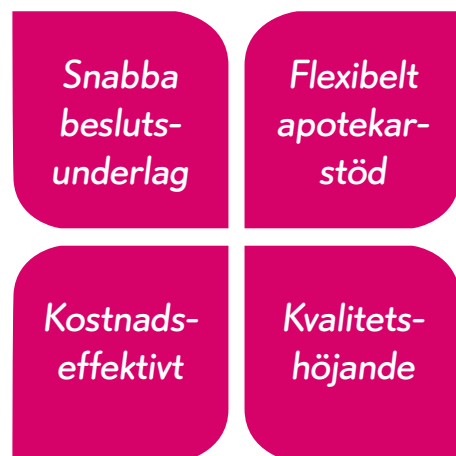 Snabba
besluts-
underlag
Flexibelt
apotekar-
stöd
Kostnads-
effektivt
Kvalitets-
höjande